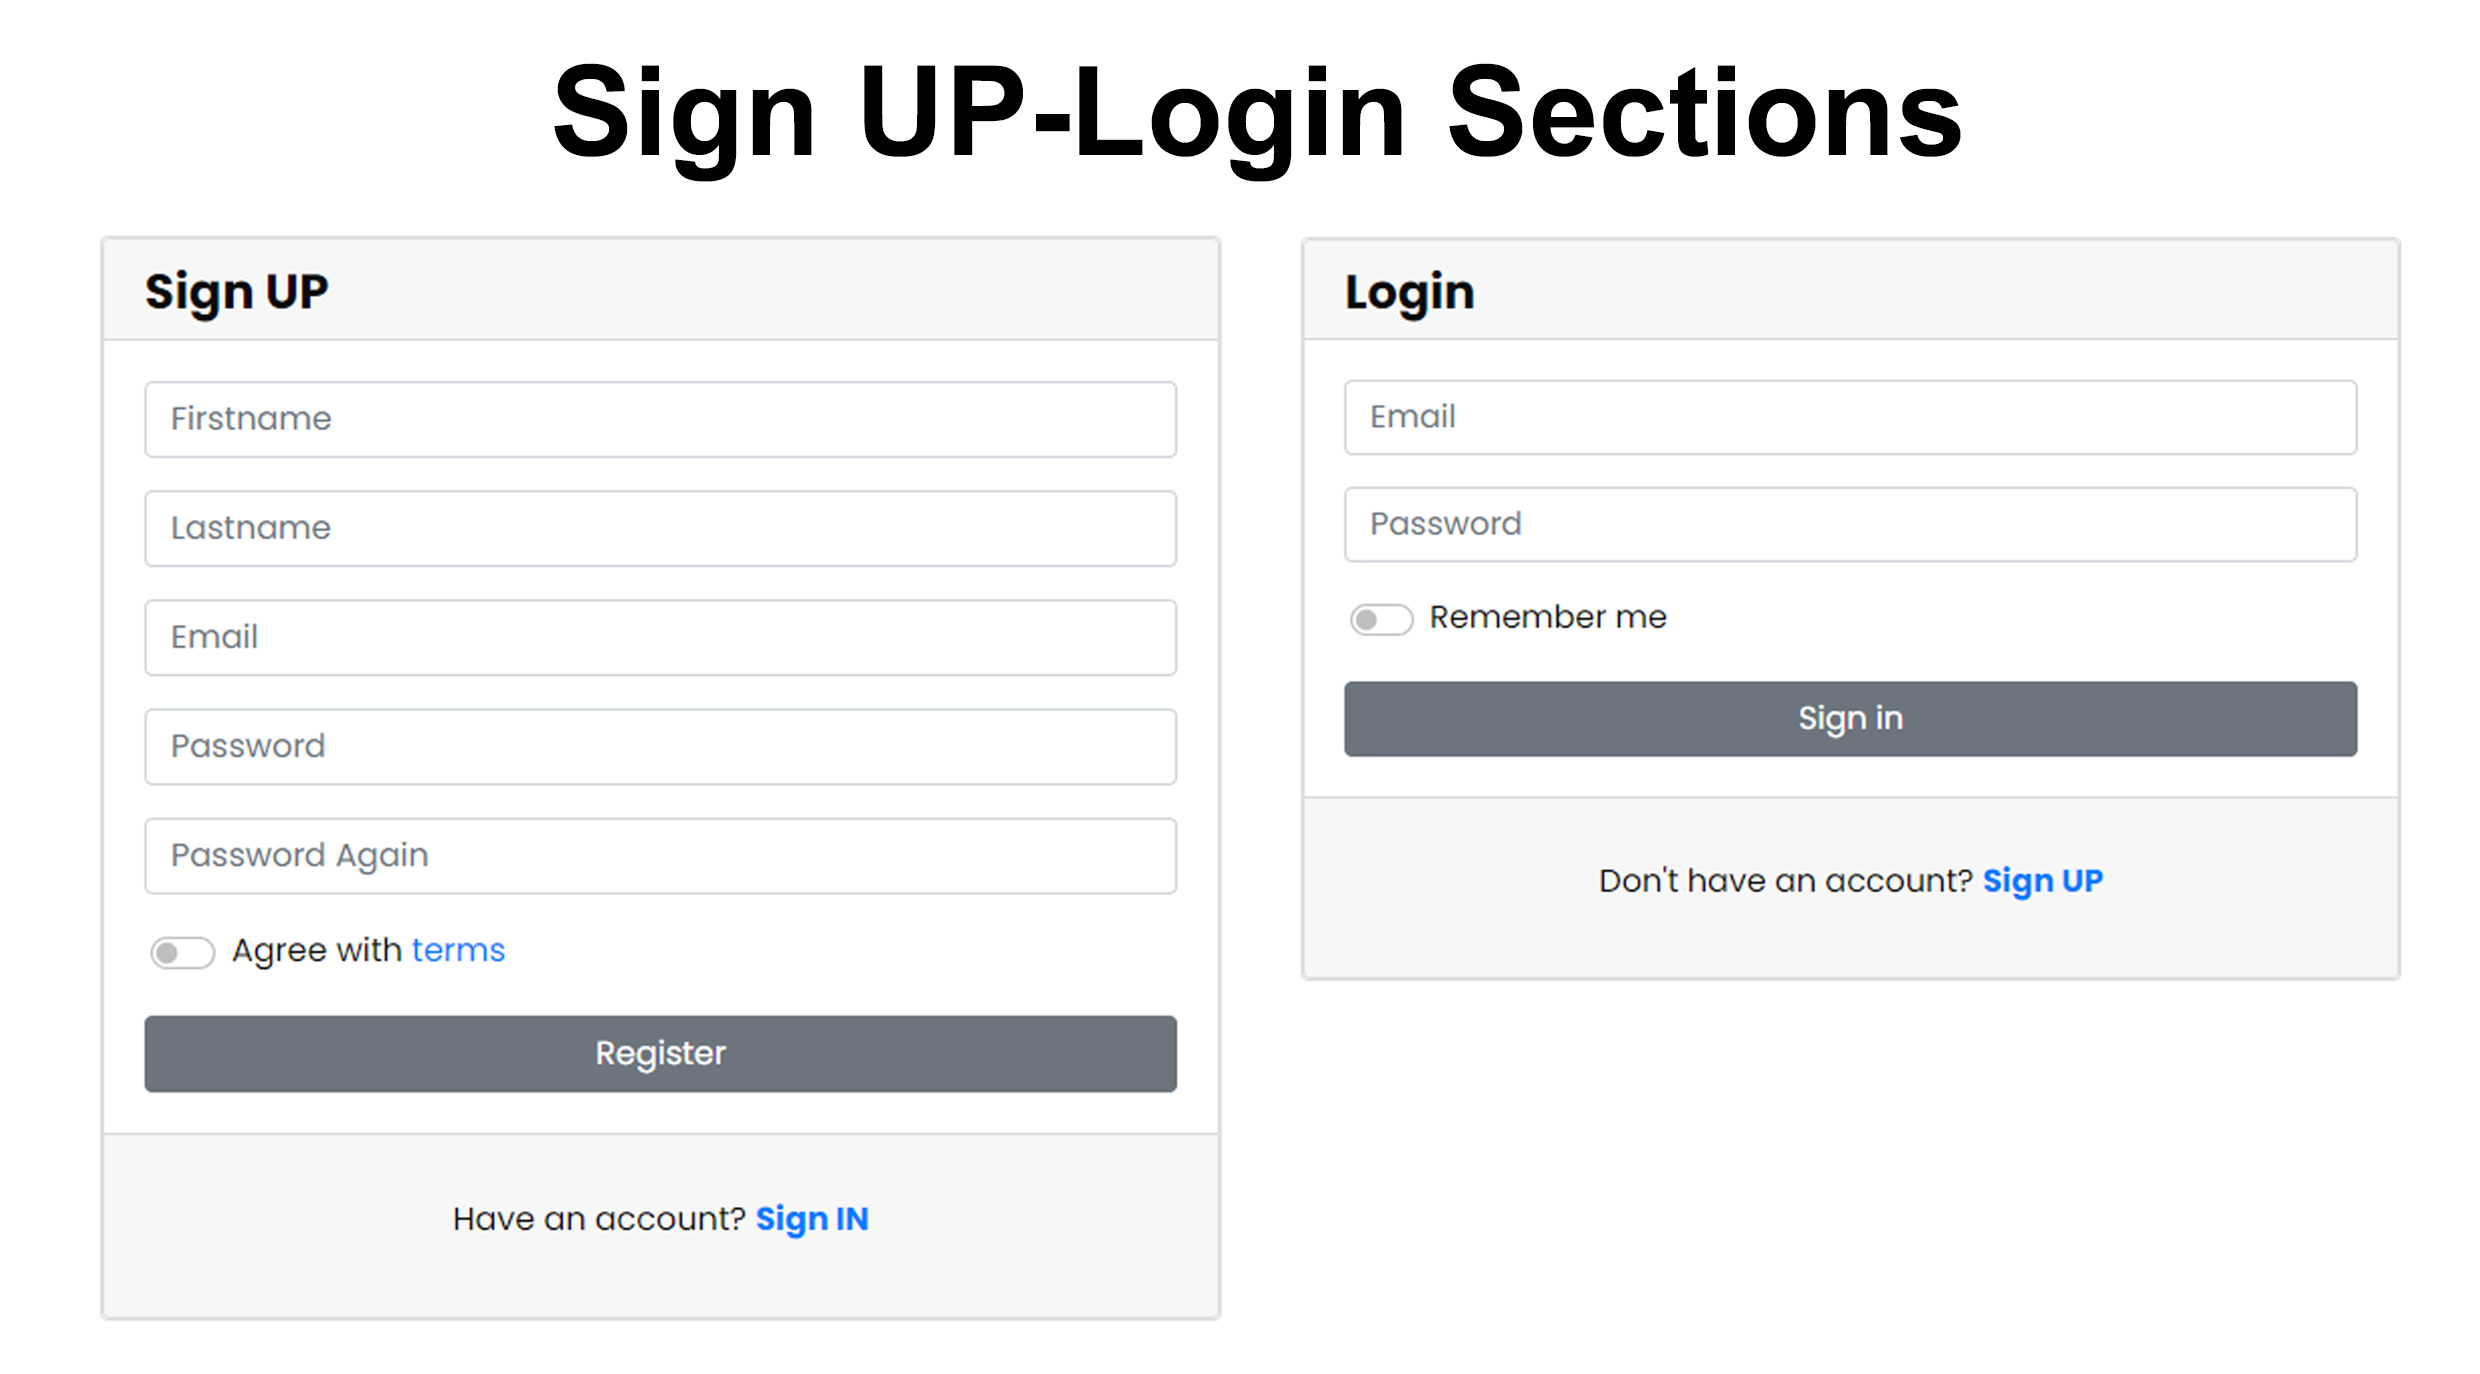 Sign UP-Login Sections
Sign UP
Firstname
Lastname
Email
Password
Password Again
Agree with terms
Register
Have an account? Sign IN
Login
Email
Password
Remember me
Sign in
Don't have an account? Sign UP